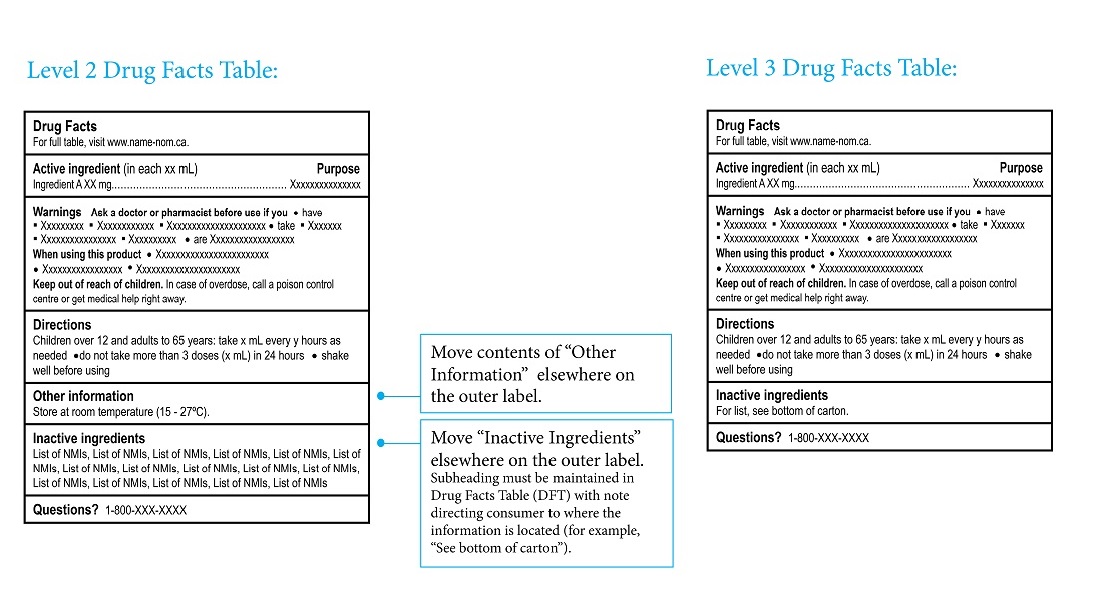 Level 2 Drug Facts Table:
Drug Facts
For full table, visit www.name-nom.ca.
Active ingredient (in each xx mL) Purpose
Ingredient A XX mg.......................................................... Xxxxxxxxxxxxxx
Warnings Ask a doctor or pharmacist before use if you • have
▪ Xxxxxxxxx ▪ Xxxxxxxxxxxx ▪ Xxxxxxxxxxxxxxxxxxxxx • take ▪ Xxxxxxx
▪ Xxxxxxxxxxxxxxx ▪ Xxxxxxxxxx • are Xxxxxxxxxxxxxxxxx
When using this product • Xxxxxxxxxxxxxxxxxxxxxxx
• Xxxxxxxxxxxxxxxx • Xxxxxxxxxxxxxxxxxxxxx
Keep out of reach of children. In case of overdose, call a poison control
centre or get medical help right away.
Directions
Children over 12 and adults to 65 years: take x mL every y hours as
needed •do not take more than 3 doses (x mL) in 24 hours • shake
well before using
Other information
Store at room temperature (15 - 27ºC).
Inactive ingredients
List of NMIs, List of NMIs, List of NMIs, List of NMIs, List of NMIs, List of
NMIs, List of NMIs, List of NMIs, List of NMIs, List of NMIs, List of NMIs,
List of NMIs, List of NMIs, List of NMIs, List of NMIs, List of NMIs
Questions? 1-800-XXX-XXXX
Move contents of “Other
Information” elsewhere on
the outer label.
Move “Inactive Ingredients”
elsewhere on the outer label.
Subheading must be maintained in
Drug Facts Table (DFT) with note
directing consumer to where the
information is located (for example,
“See bottom of carton”).
Level 3 Drug Facts Table:
Drug Facts
For full table, visit www.name-nom.ca.
Active ingredient (in each xx mL) Purpose
Ingredient A XX mg.......................................................... Xxxxxxxxxxxxxx
Warnings Ask a doctor or pharmacist before use if you • have
▪ Xxxxxxxxx ▪ Xxxxxxxxxxxx ▪ Xxxxxxxxxxxxxxxxxxxxx • take ▪ Xxxxxxx
▪ Xxxxxxxxxxxxxxx ▪ Xxxxxxxxxx • are Xxxxxxxxxxxxxxxxx
When using this product • Xxxxxxxxxxxxxxxxxxxxxxx
• Xxxxxxxxxxxxxxxx • Xxxxxxxxxxxxxxxxxxxxx
Keep out of reach of children. In case of overdose, call a poison control
centre or get medical help right away.
Directions
Children over 12 and adults to 65 years: take x mL every y hours as
needed •do not take more than 3 doses (x mL) in 24 hours • shake
well before using
Inactive ingredients
For list, see bottom of carton.
Questions? 1-800-XXX-XXXX